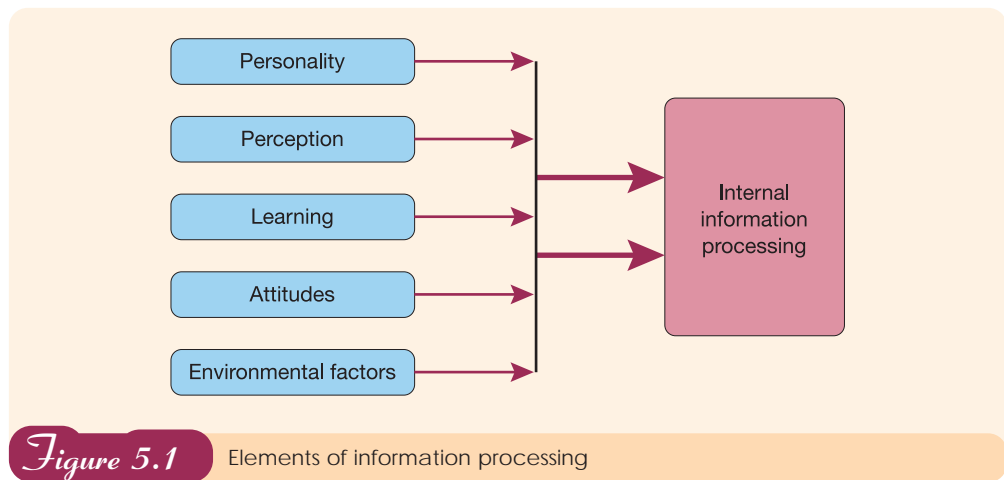 Personality
Perception
Learning
Attitudes
Environmental factors
Internal
information
processing
Figure 5.1
Elements of information processing